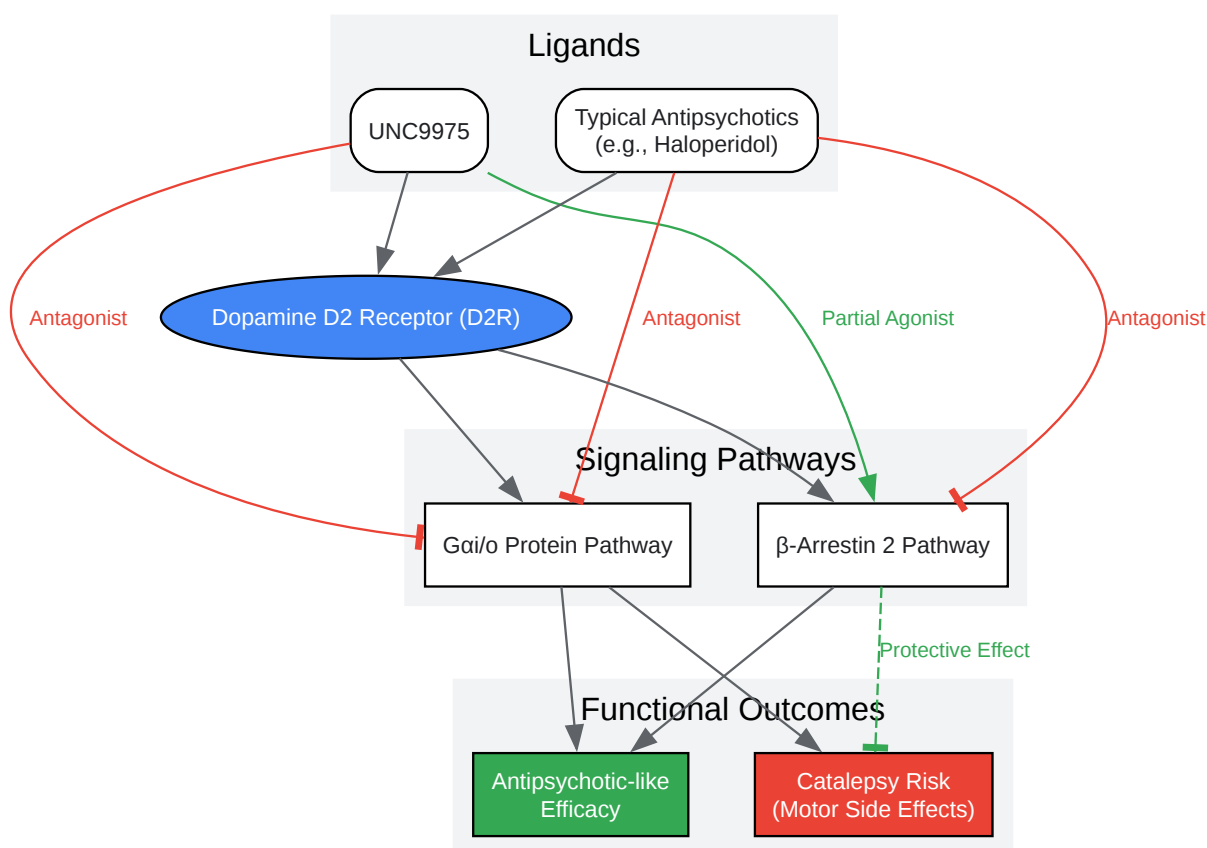 Ligands
UNC9975
Typical Antipsychotics
(e.g., Haloperidol)
Antagonist
Dopamine D2 Receptor (D2R)
Antagonist
Partial Agonist
Antagonist
Signaling Pathways
Gαi/o Protein Pathway
β-Arrestin 2 Pathway
Protective Effect
Functional Outcomes
Antipsychotic-like
Efficacy
Catalepsy Risk
(Motor Side Effects)